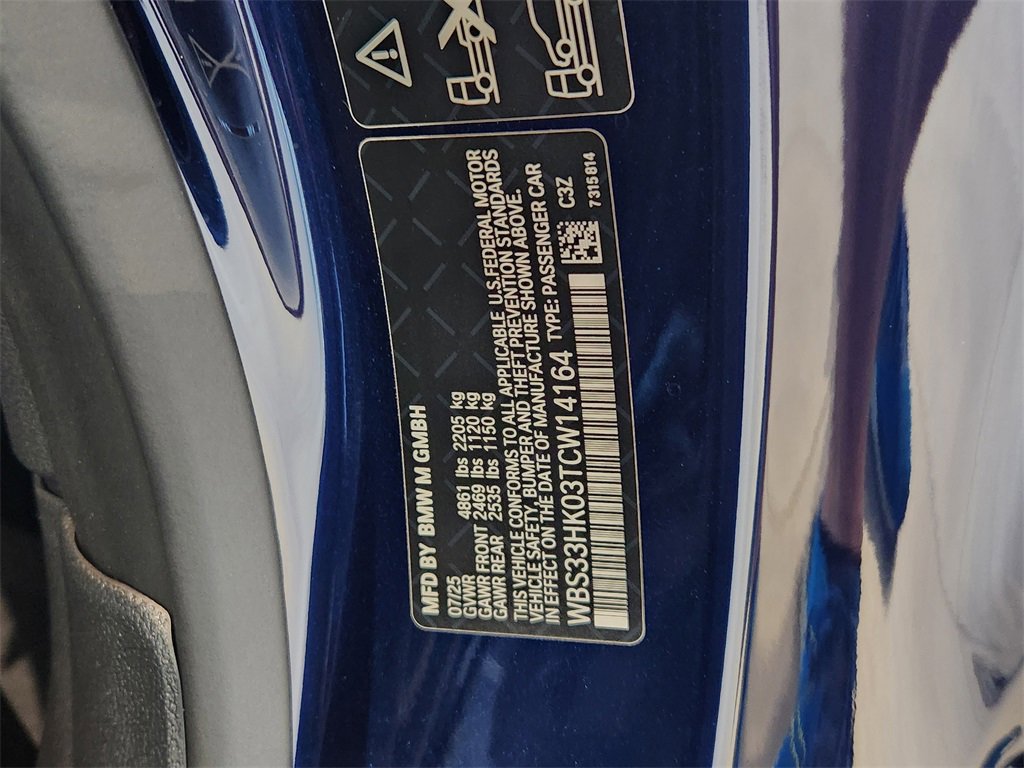 MFD BY BMW M GMBH
07/25
GVWR 4861 lbs 2205 kg
GAWR FRONT 2469 lbs 1120 kg
GAWR REAR 2535 lbs 1150 kg
THIS VEHICLE CONFORMS TO ALL APPLICABLE U.S.FEDERAL MOTOR
VEHICLE SAFETY, BUMPER AND THEFT PREVENTION STANDARDS
IN EFFECT ON THE DATE OF MANUFACTURE SHOWN ABOVE.
WBS33HK03TCW14164 TYPE: PASSENGER CAR
C3Z
7315814